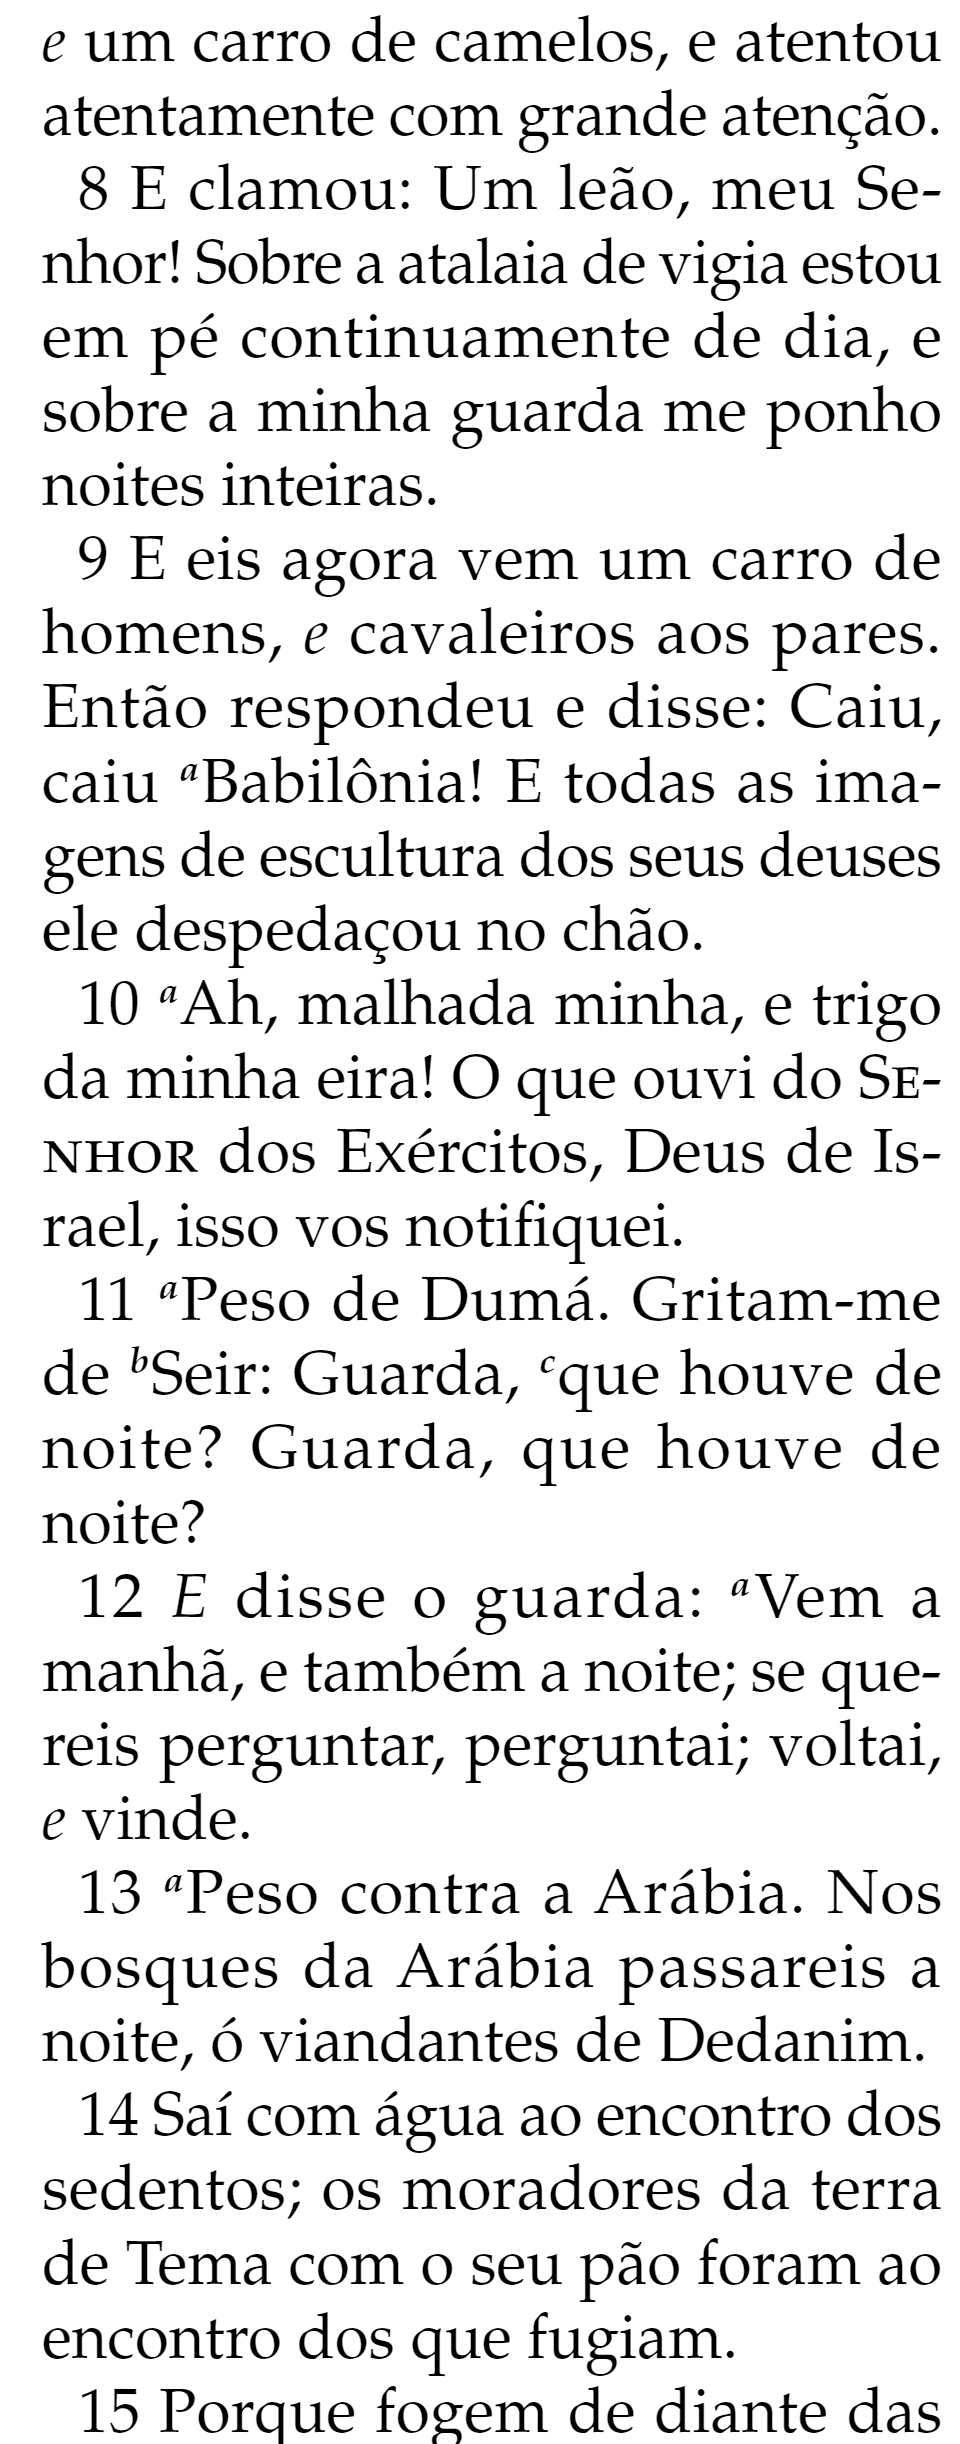 e um carro de camelos, e atentou
atentamente com grande atenção.
8 E clamou: Um leão, meu Se-
nhor! Sobre a atalaia de vigia estou
em pé continuamente de dia, e
sobre a minha guarda me ponho
noites inteiras.
9 E eis agora vem um carro de
homens, e cavaleiros aos pares.
Então respondeu e disse: Caiu,
caiu aBabilônia! E todas as ima-
gens de escultura dos seus deuses
ele despedaçou no chão.
10 aAh, malhada minha, e trigo
da minha eira! O que ouvi do SE-
NHOR dos Exércitos, Deus de Is-
rael, isso vos notifiquei.
11 aPeso de Dumá. Gritam-me
de bSeir: Guarda, cque houve de
noite? Guarda, que houve de
noite?
12 E disse o guarda: aVem a
manhã, e também a noite; se que-
reis perguntar, perguntai; voltai,
e vinde.
13 aPeso contra a Arábia. Nos
bosques da Arábia passareis a
noite, ó viandantes de Dedanim.
14 Saí com água ao encontro dos
sedentos; os moradores da terra
de Tema com o seu pão foram ao
encontro dos que fugiam.
15 Porque fogem de diante das